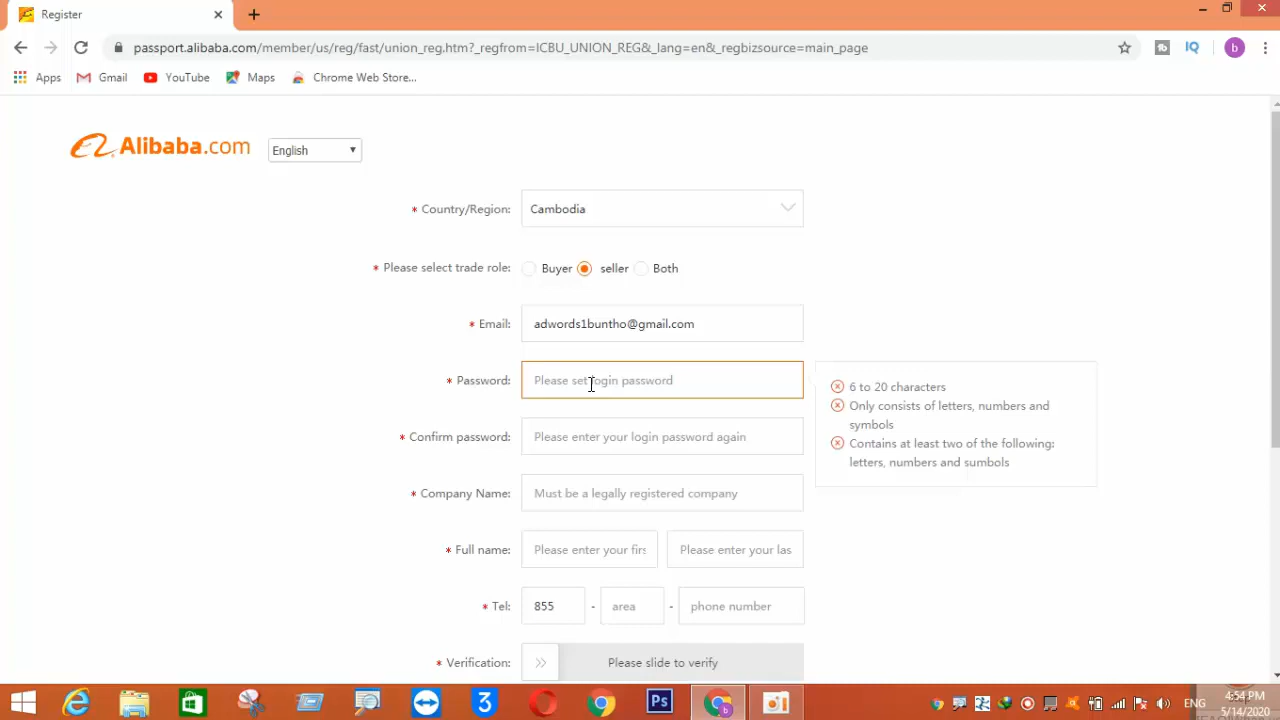 Register
passport.alibaba.com/member/us/reg/fast/union_reg.htm?_regfrom=ICBU_UNION_REG&_lang=en&_regbizsource=main_page
IQ
b
Apps Gmail YouTube Maps Chrome Web Store...
Alibaba.com English
* Country/Region: Cambodia
* Please select trade role: Buyer seller Both
* Email: adwords1buntho@gmail.com
* Password: Please set login password
6 to 20 characters
Only consists of letters, numbers and
symbols
Contains at least two of the following:
letters, numbers and sumbols
* Confirm password: Please enter your login password again
* Company Name: Must be a legally registered company
* Full name: Please enter your firs Please enter your las
* Tel: 855 - area - phone number
* Verification: Please slide to verify
Ps
b
ENG
4:54 PM
5/14/2020